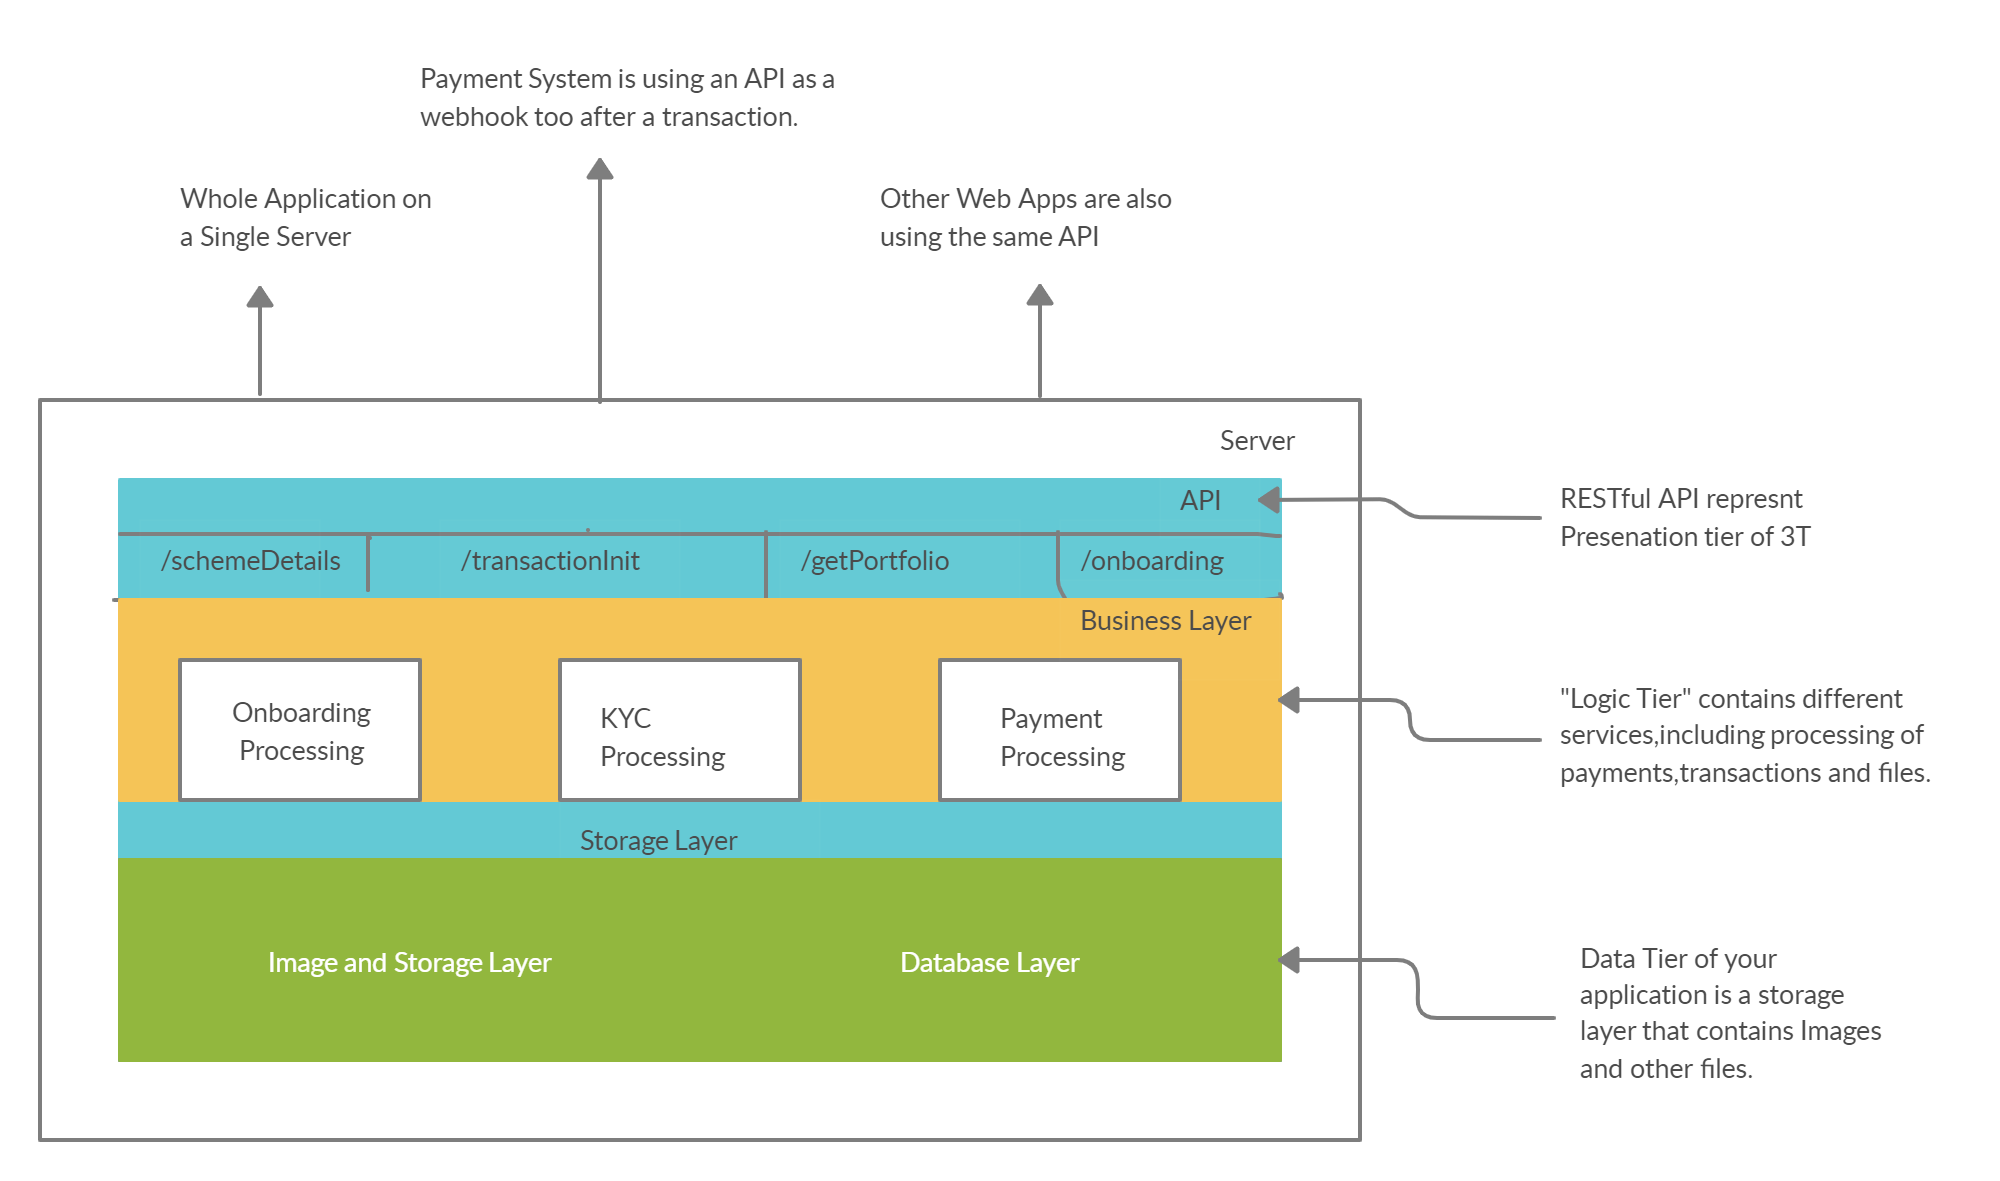 Payment System is using an API as a
webhook too after a transaction.
Whole Application on
a Single Server
Other Web Apps are also
using the same API
Server
API
RESTful API represnt
Presenation tier of 3T
/schemeDetails
/transactionInit
/getPortfolio
/onboarding
Business Layer
Onboarding
Processing
KYC
Processing
Payment
Processing
"Logic Tier" contains different
services,including processing of
payments,transactions and files.
Storage Layer
Image and Storage Layer
Database Layer
Data Tier of your
application is a storage
layer that contains Images
and other files.